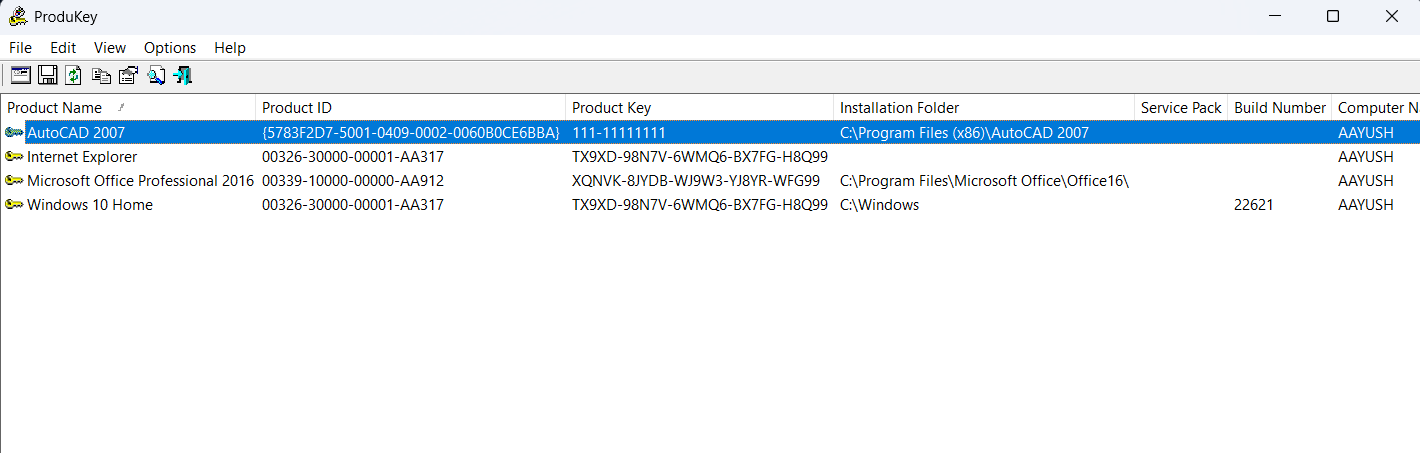 ProduKey
File Edit View Options Help
Product Name Product ID Product Key Installation Folder Service Pack Build Number Computer N
AutoCAD 2007 {5783F2D7-5001-0409-0002-0060B0CE6BBA} 111-11111111 C:\Program Files (x86)\AutoCAD 2007 AAYUSH
Internet Explorer 00326-30000-00001-AA317 TX9XD-98N7V-6WMQ6-BX7FG-H8Q99 AAYUSH
Microsoft Office Professional 2016 00339-10000-00000-AA912 XQNVK-8JYDB-WJ9W3-YJ8YR-WFG99 C:\Program Files\Microsoft Office\Office16\ AAYUSH
Windows 10 Home 00326-30000-00001-AA317 TX9XD-98N7V-6WMQ6-BX7FG-H8Q99 C:\Windows 22621 AAYUSH